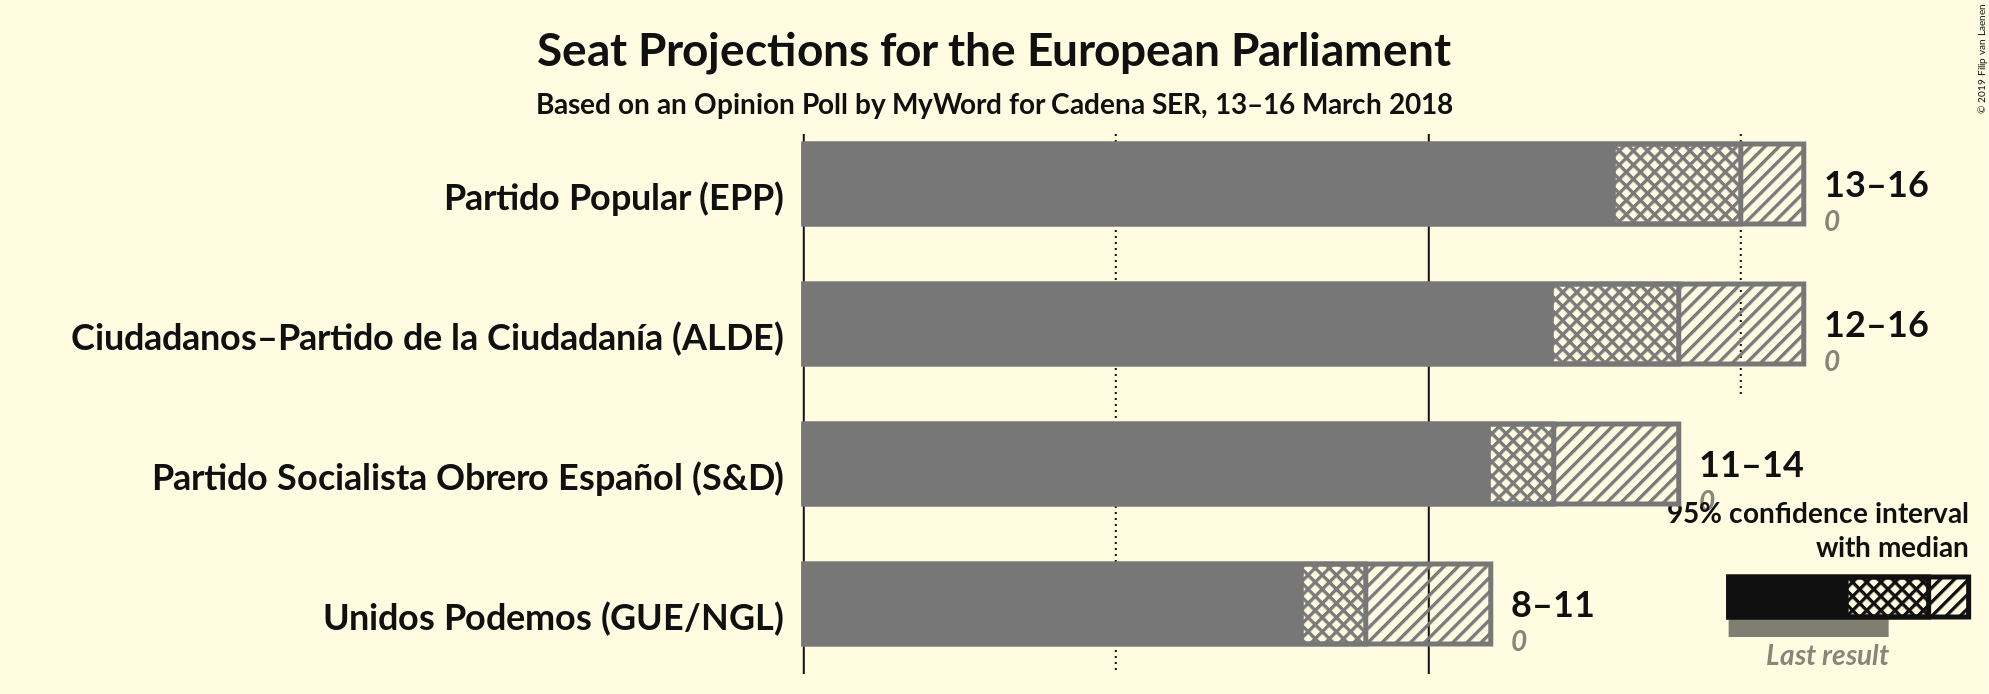 Seat Projections for the European Parliament
Based on an Opinion Poll by MyWord for Cadena SER, 13–16 March 2018
© 2019 Filip van Laenen
Partido Popular (EPP)
13–16
0
Ciudadanos–Partido de la Ciudadanía (ALDE)
12–16
0
Partido Socialista Obrero Español (S&D)
11–14
0
Unidos Podemos (GUE/NGL)
8–11
0
95% confidence interval
with median
Last result